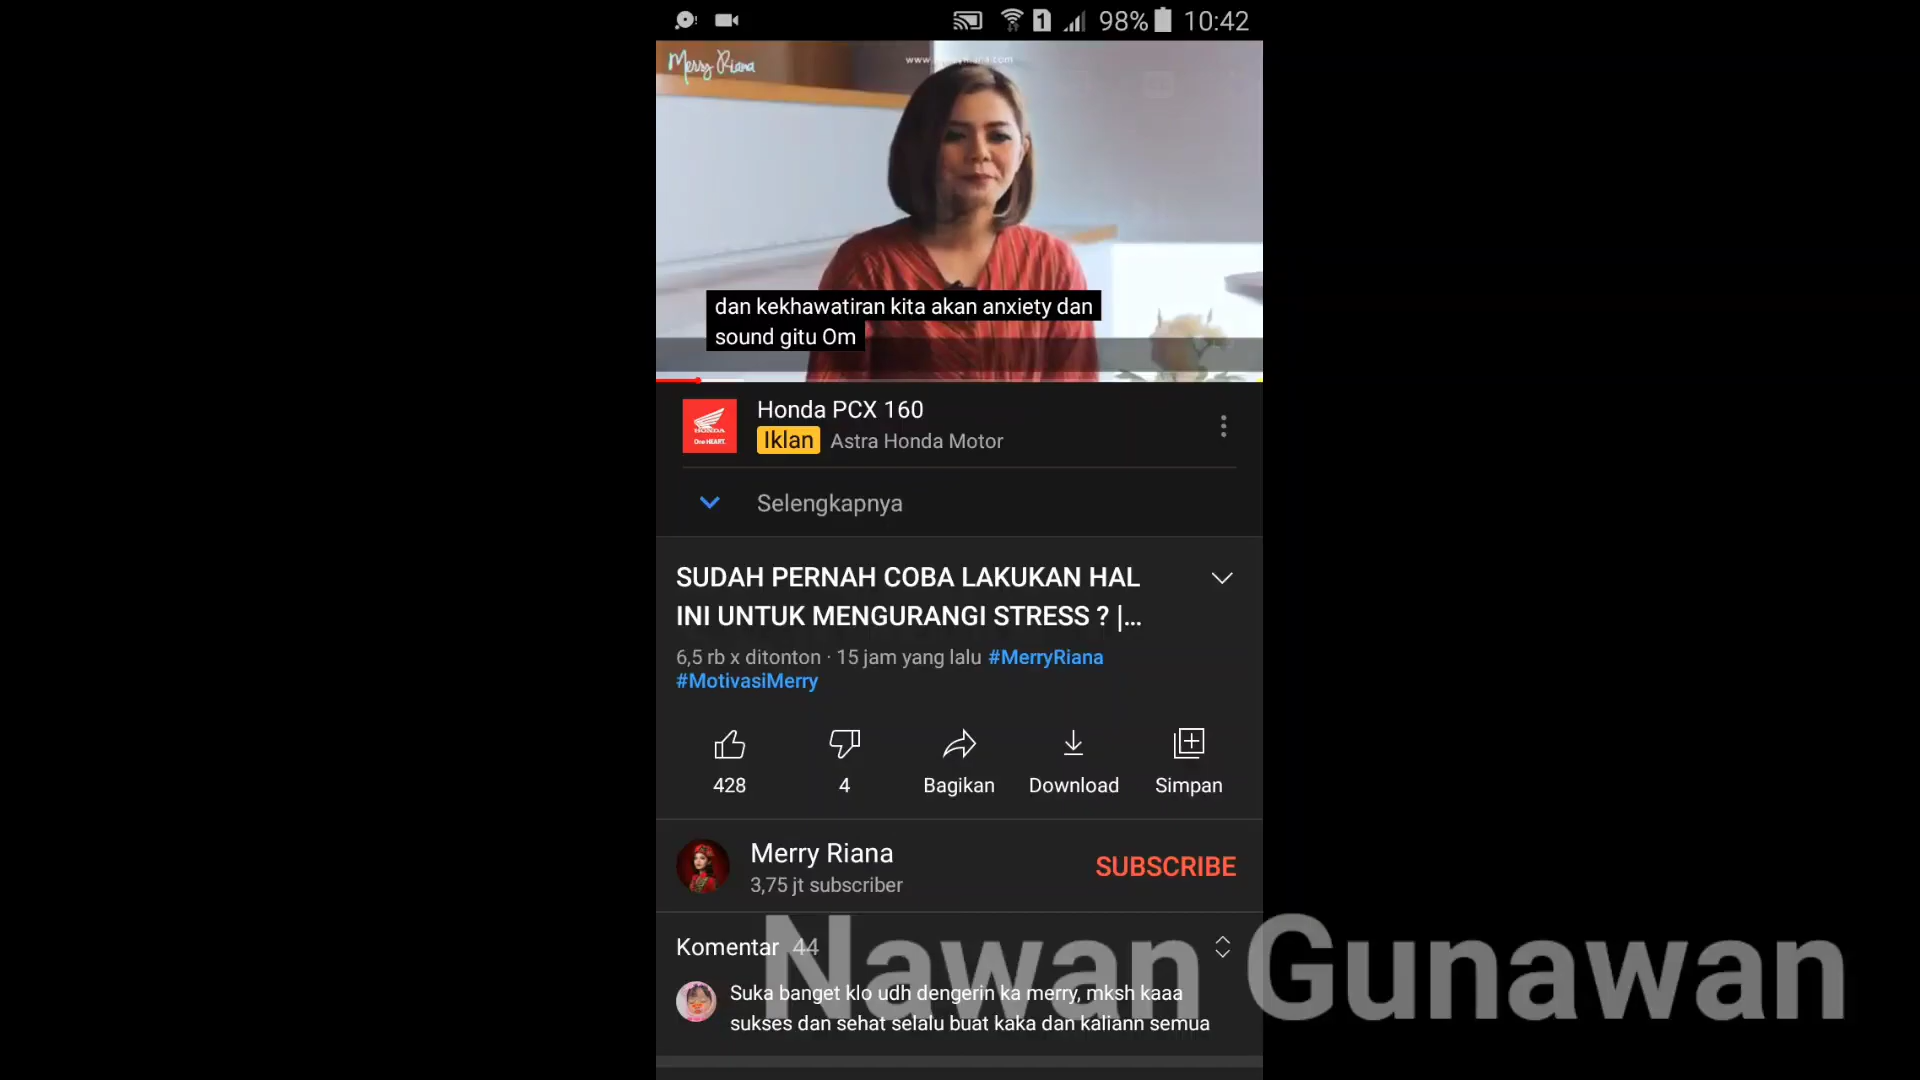 98% 10:42
Merry Riana
dan kekhawatiran kita akan anxiety dan
sound gitu Om
Honda PCX 160
HONDA
One HEART.
Iklan Astra Honda Motor
Selengkapnya
SUDAH PERNAH COBA LAKUKAN HAL
INI UNTUK MENGURANGI STRESS ? |...
6,5 rb x ditonton · 15 jam yang lalu #MerryRiana
#MotivasiMerry
428 4 Bagikan Download Simpan
Merry Riana
3,75 jt subscriber
SUBSCRIBE
Komentar 44
Suka banget klo udh dengerin ka merry, mksh kaaa
sukses dan sehat selalu buat kaka dan kaliann semua
Nawan Gunawan